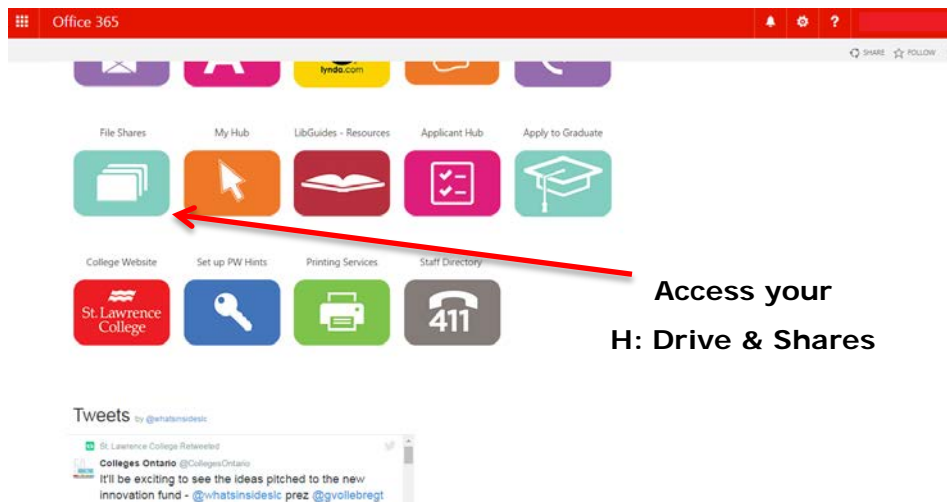 Office 365
?
SHARE FOLLOW
lynda.com
File Shares My Hub LibGuides - Resources Applicant Hub Apply to Graduate
College Website Set up PW Hints Printing Services Staff Directory
St. Lawrence
College
411
Access your
H: Drive & Shares
Tweets by @whatsinsideslc
St. Lawrence College Retweeted
Colleges Ontario @CollegesOntario
It'll be exciting to see the ideas pitched to the new
innovation fund - @whatsinsideslc prez @gvollebregt